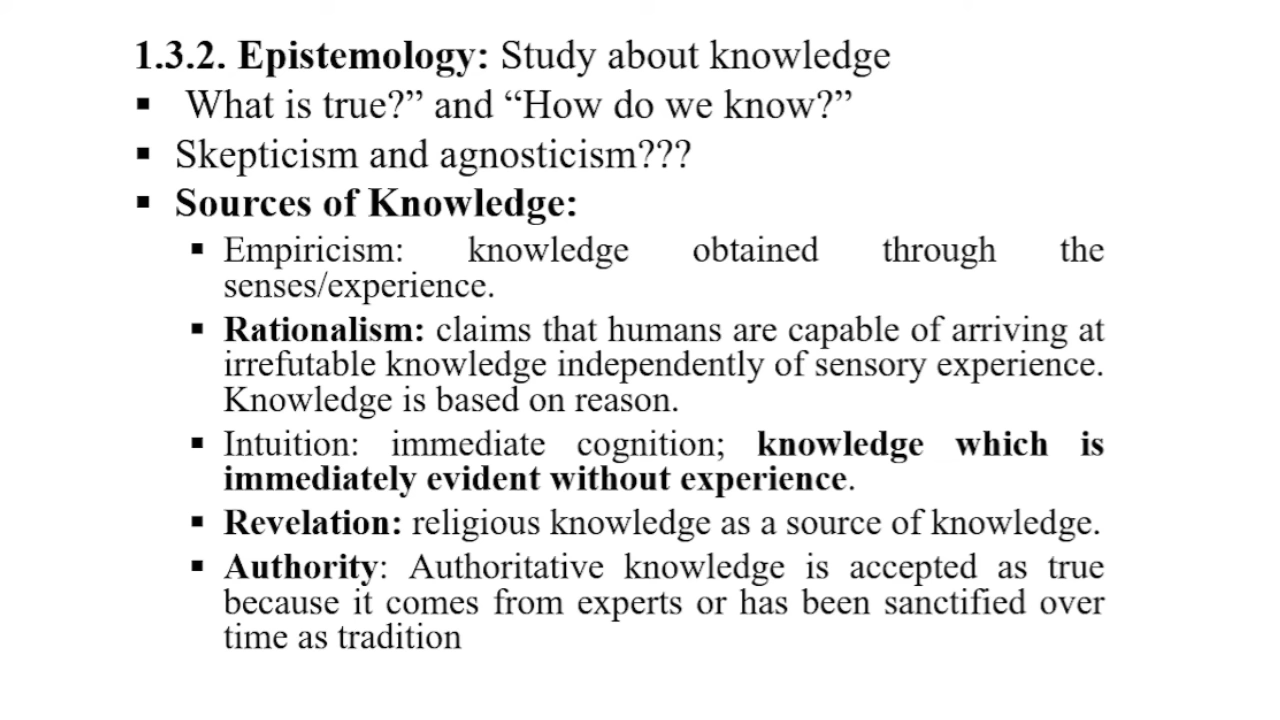 1.3.2. Epistemology: Study about knowledge
▪ What is true?” and “How do we know?”
▪ Skepticism and agnosticism???
▪ Sources of Knowledge:
▪ Empiricism: knowledge obtained through the
senses/experience.
▪ Rationalism: claims that humans are capable of arriving at
irrefutable knowledge independently of sensory experience.
Knowledge is based on reason.
▪ Intuition: immediate cognition; knowledge which is
immediately evident without experience.
▪ Revelation: religious knowledge as a source of knowledge.
▪ Authority: Authoritative knowledge is accepted as true
because it comes from experts or has been sanctified over
time as tradition